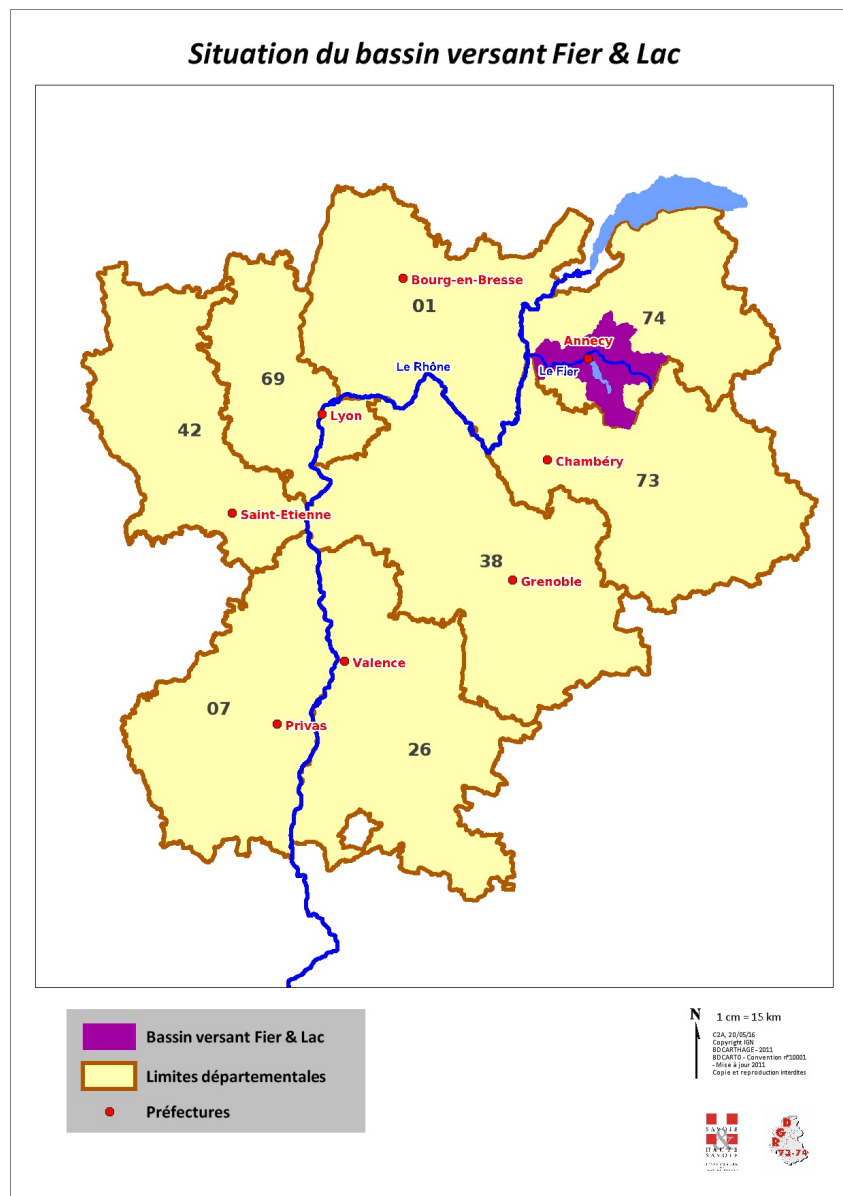 Situation du bassin versant Fier & Lac
Bourg-en-Bresse
01
74
Annecy
Le Fier
Le Rhône
69
Lyon
42
Chambéry
73
Saint-Etienne
38
Grenoble
Valence
07
Privas
26
Bassin versant Fier & Lac
Limites départementales
Préfectures
N
1 cm = 15 km
C2A, 20/05/16
Copyright IGN
BDCARTHAGE - 2011
BDCARTO - Convention n°10001
- Mise à jour 2011
Copie et reproduction interdites
SAVOIE
&
HAUTE
SAVOIE
D
G
R
73-74